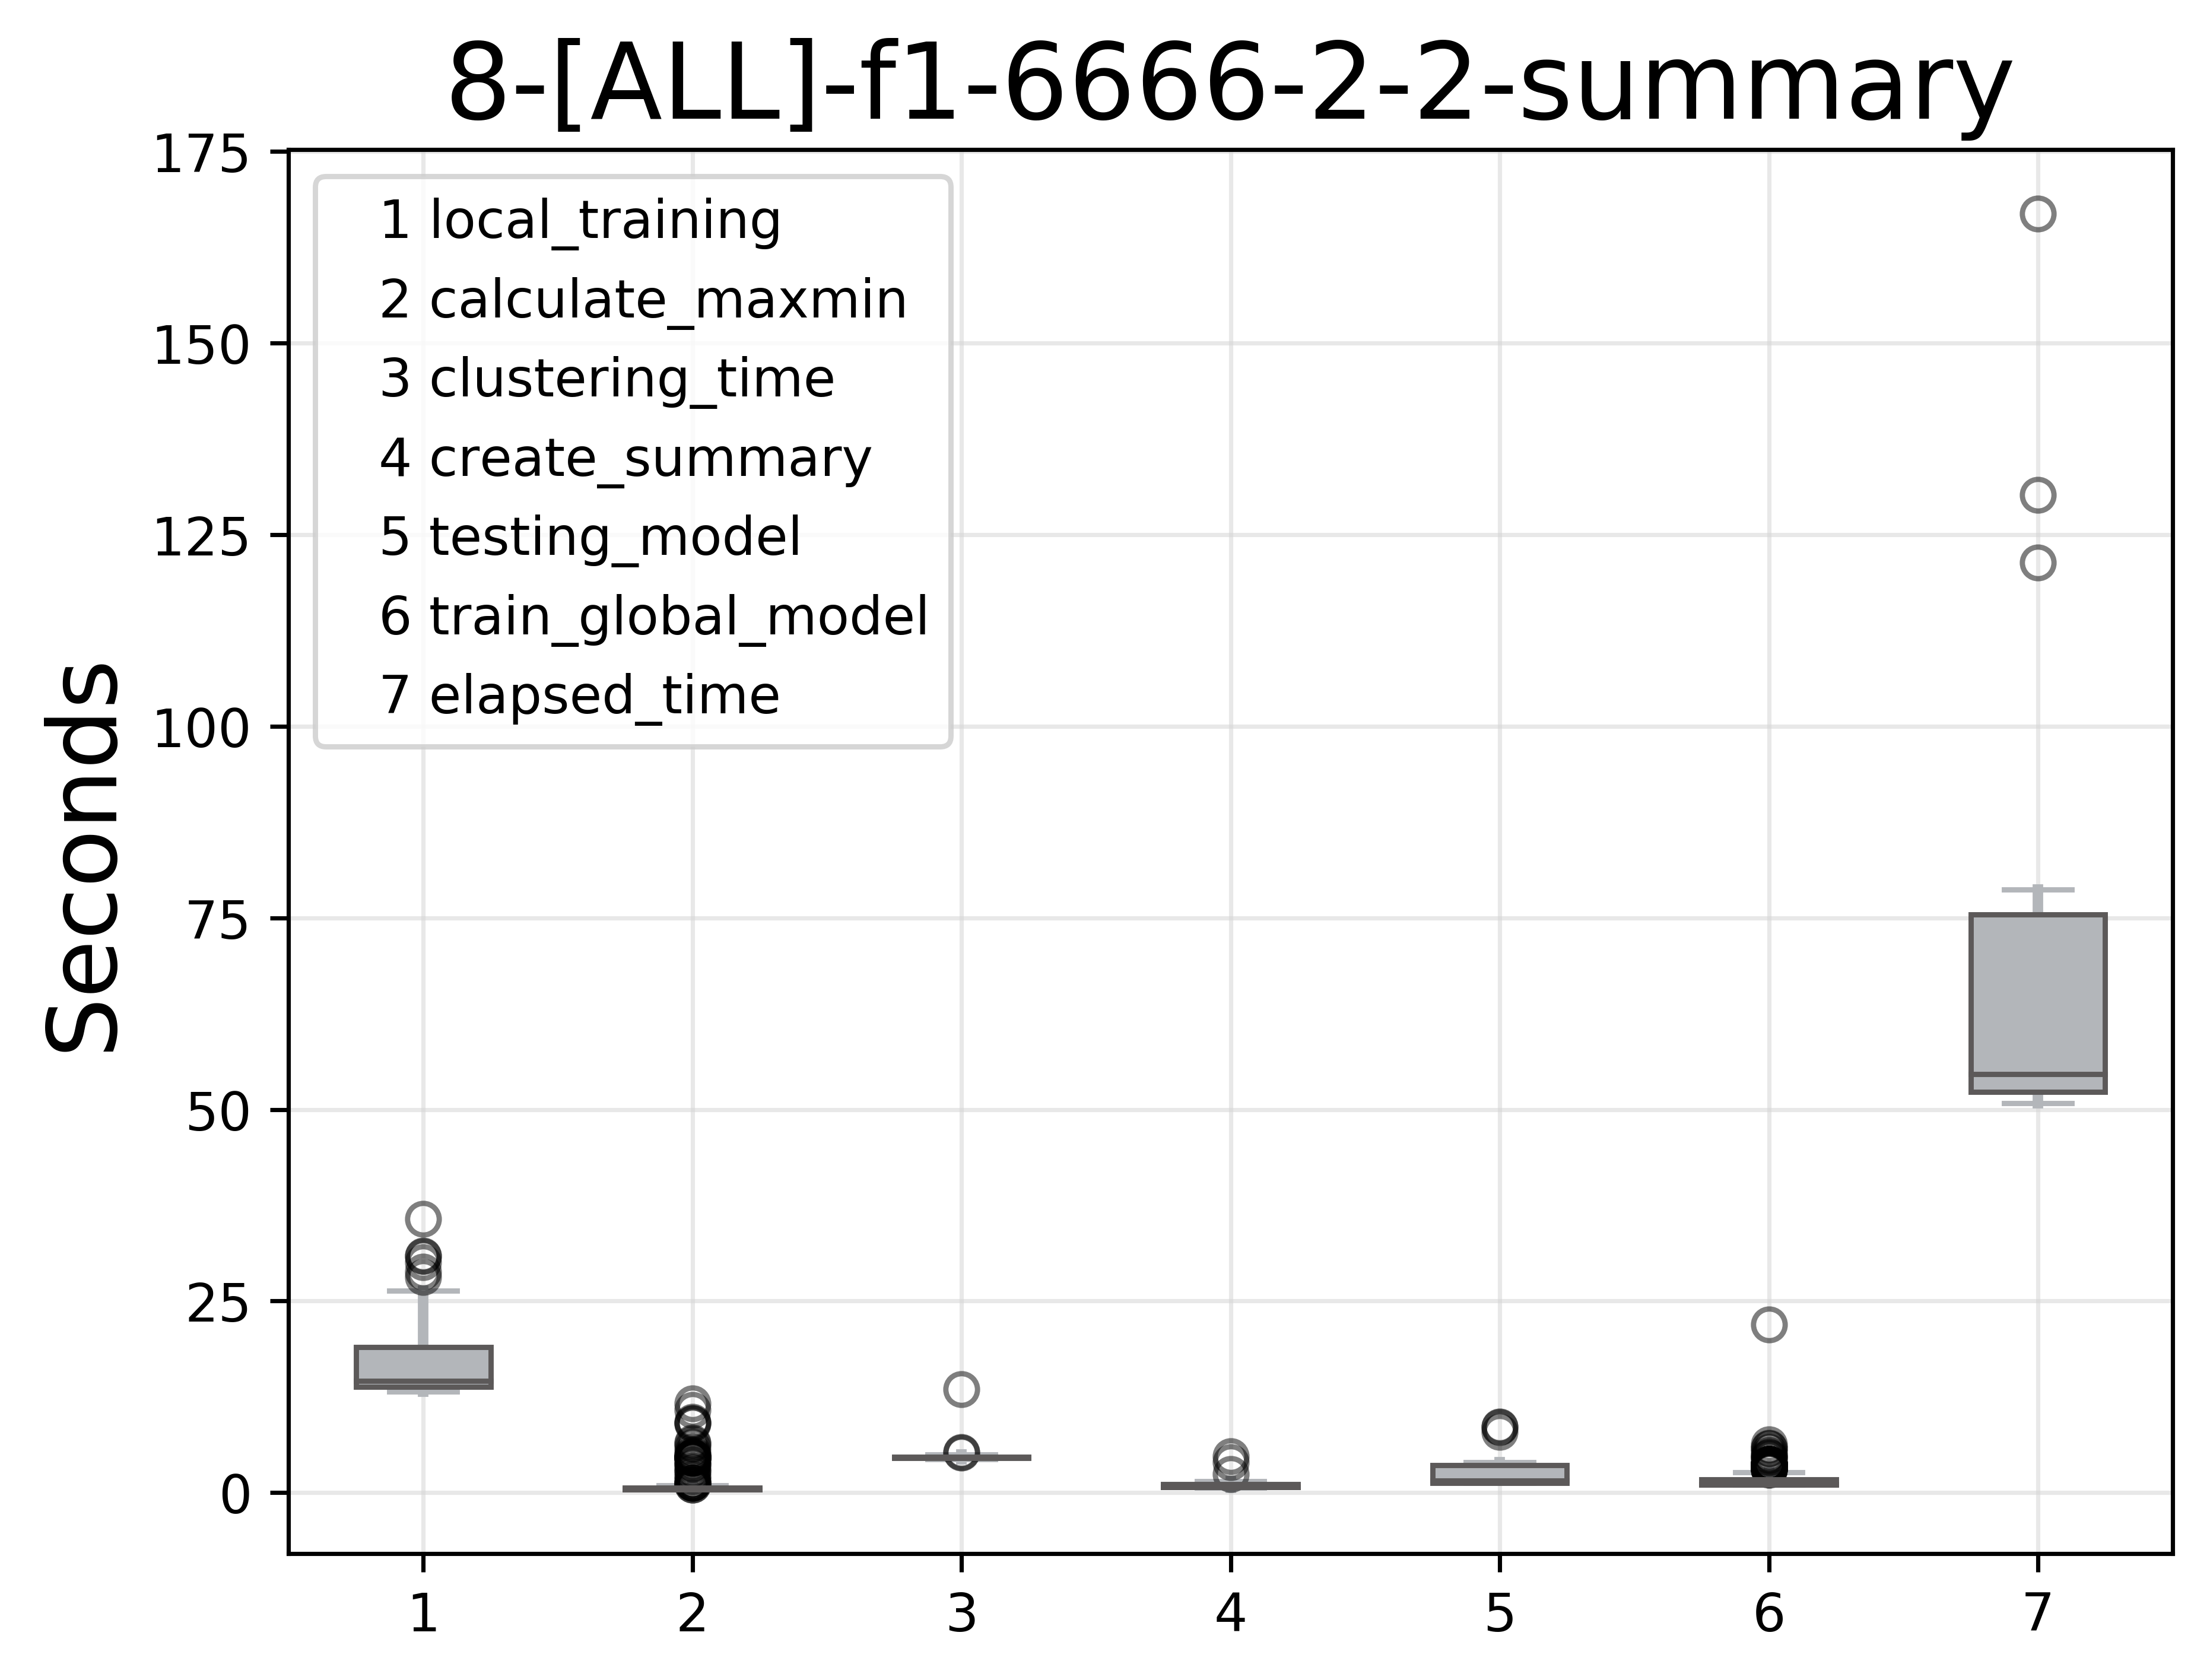 8-[ALL]-f1-6666-2-2-summary
Seconds
175
150
125
100
75
50
25
0
1 local_training
2 calculate_maxmin
3 clustering_time
4 create_summary
5 testing_model
6 train_global_model
7 elapsed_time
1 2 3 4 5 6 7